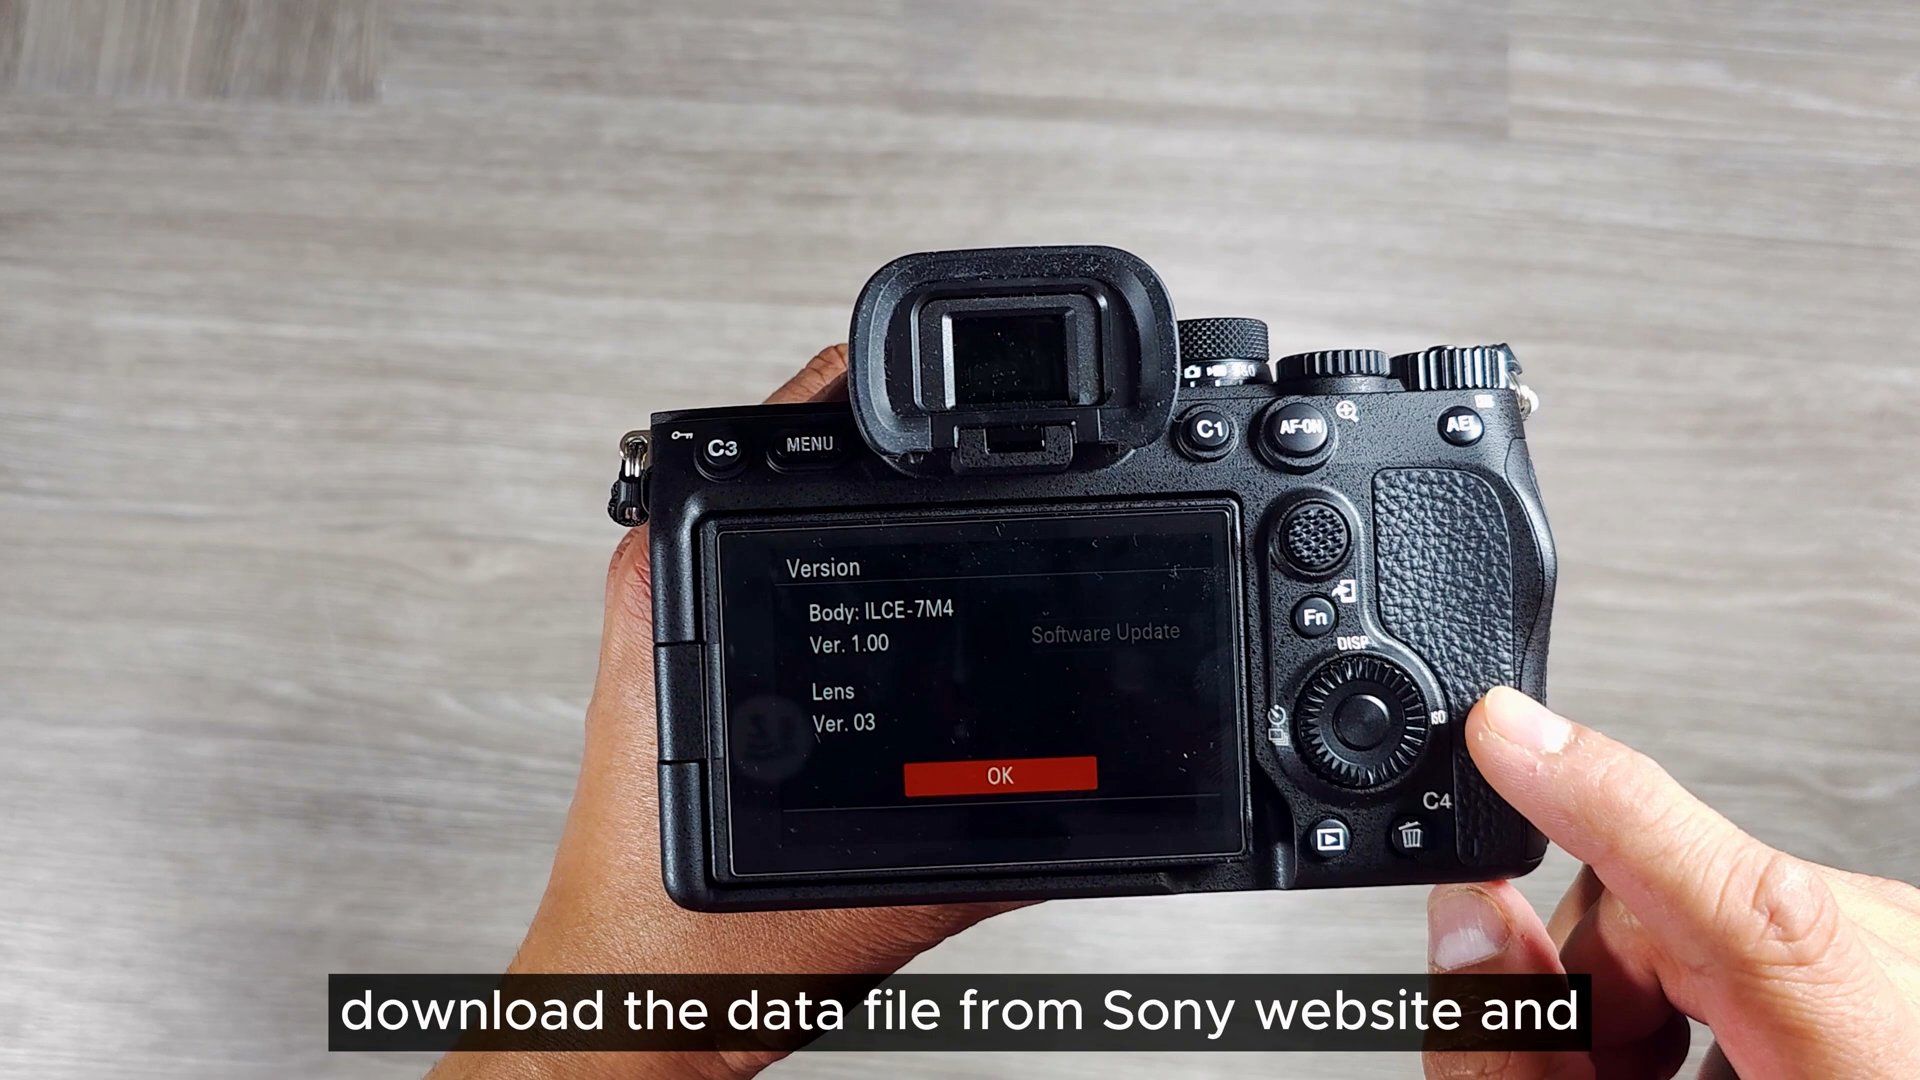 C3
MENU
C1
AF-ON
AEL
Version
Body: ILCE-7M4
Ver. 1.00
Software Update
Lens
Ver. 03
OK
Fn
DISP
ISO
C4
download the data file from Sony website and